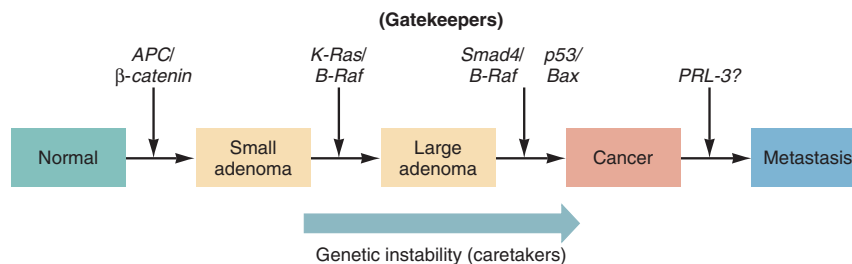 (Gatekeepers)
APC/
β-catenin
K-Ras/
B-Raf
Smad4/
B-Raf
p53/
Bax
PRL-3?
Normal
Small
adenoma
Large
adenoma
Cancer
Metastasis
Genetic instability (caretakers)